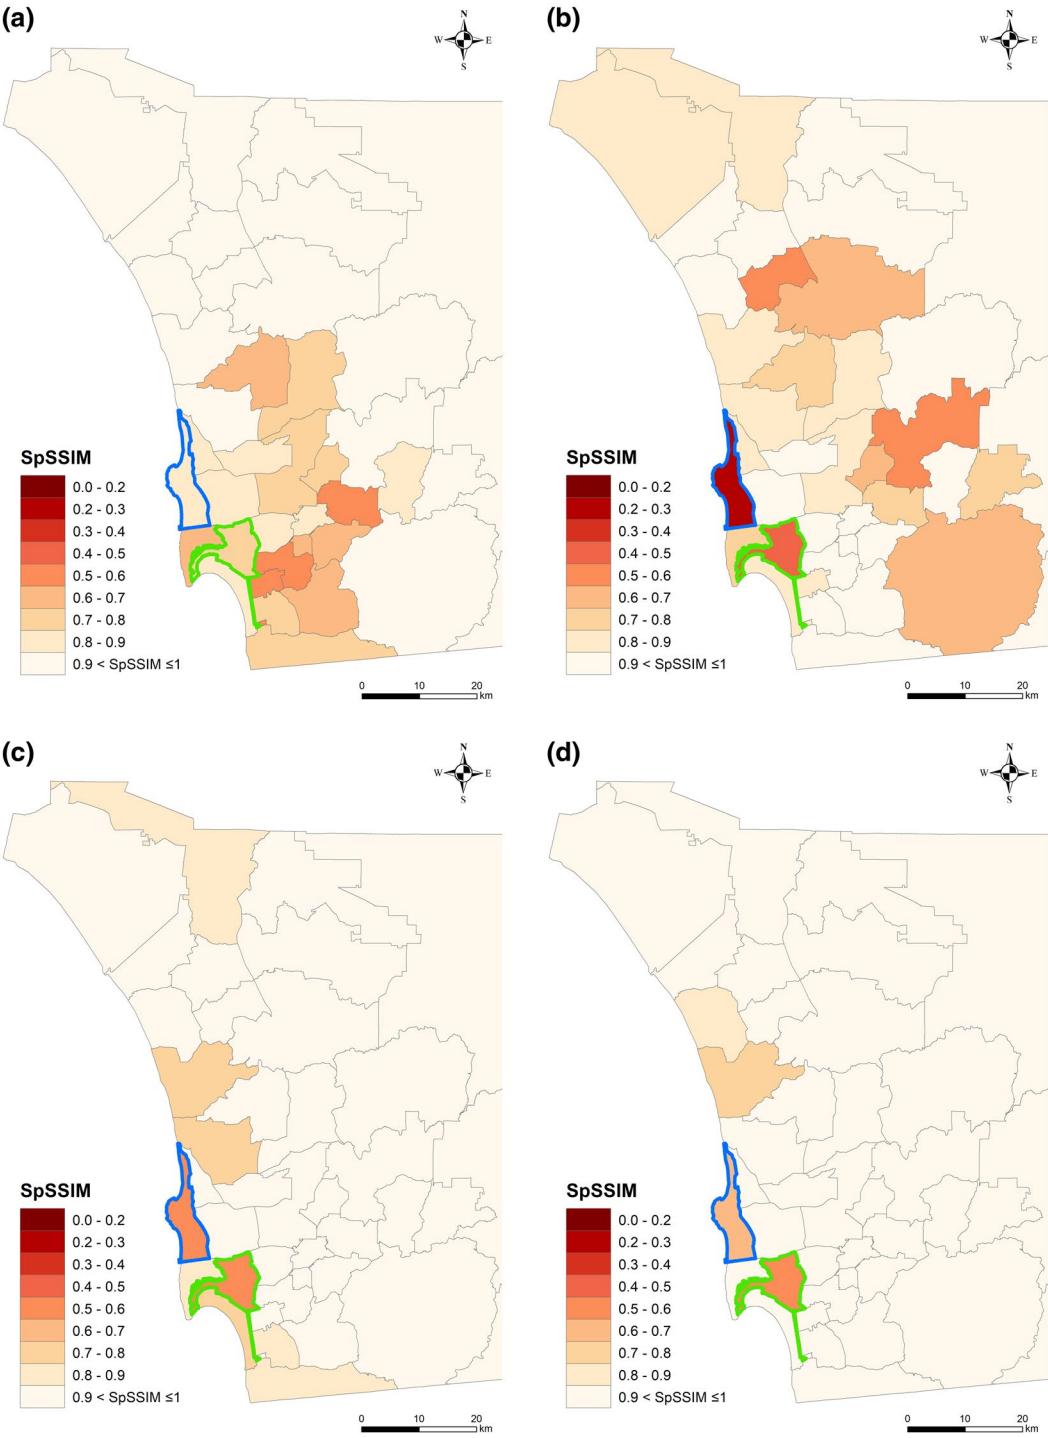 (a)
N
W E
S
SpSSIM
0.0 - 0.2
0.2 - 0.3
0.3 - 0.4
0.4 - 0.5
0.5 - 0.6
0.6 - 0.7
0.7 - 0.8
0.8 - 0.9
0.9 < SpSSIM ≤1
0 10 20
km
(b)
N
W E
S
SpSSIM
0.0 - 0.2
0.2 - 0.3
0.3 - 0.4
0.4 - 0.5
0.5 - 0.6
0.6 - 0.7
0.7 - 0.8
0.8 - 0.9
0.9 < SpSSIM ≤1
0 10 20
km
(c)
N
W E
S
SpSSIM
0.0 - 0.2
0.2 - 0.3
0.3 - 0.4
0.4 - 0.5
0.5 - 0.6
0.6 - 0.7
0.7 - 0.8
0.8 - 0.9
0.9 < SpSSIM ≤1
0 10 20
km
(d)
N
W E
S
SpSSIM
0.0 - 0.2
0.2 - 0.3
0.3 - 0.4
0.4 - 0.5
0.5 - 0.6
0.6 - 0.7
0.7 - 0.8
0.8 - 0.9
0.9 < SpSSIM ≤1
0 10 20
km